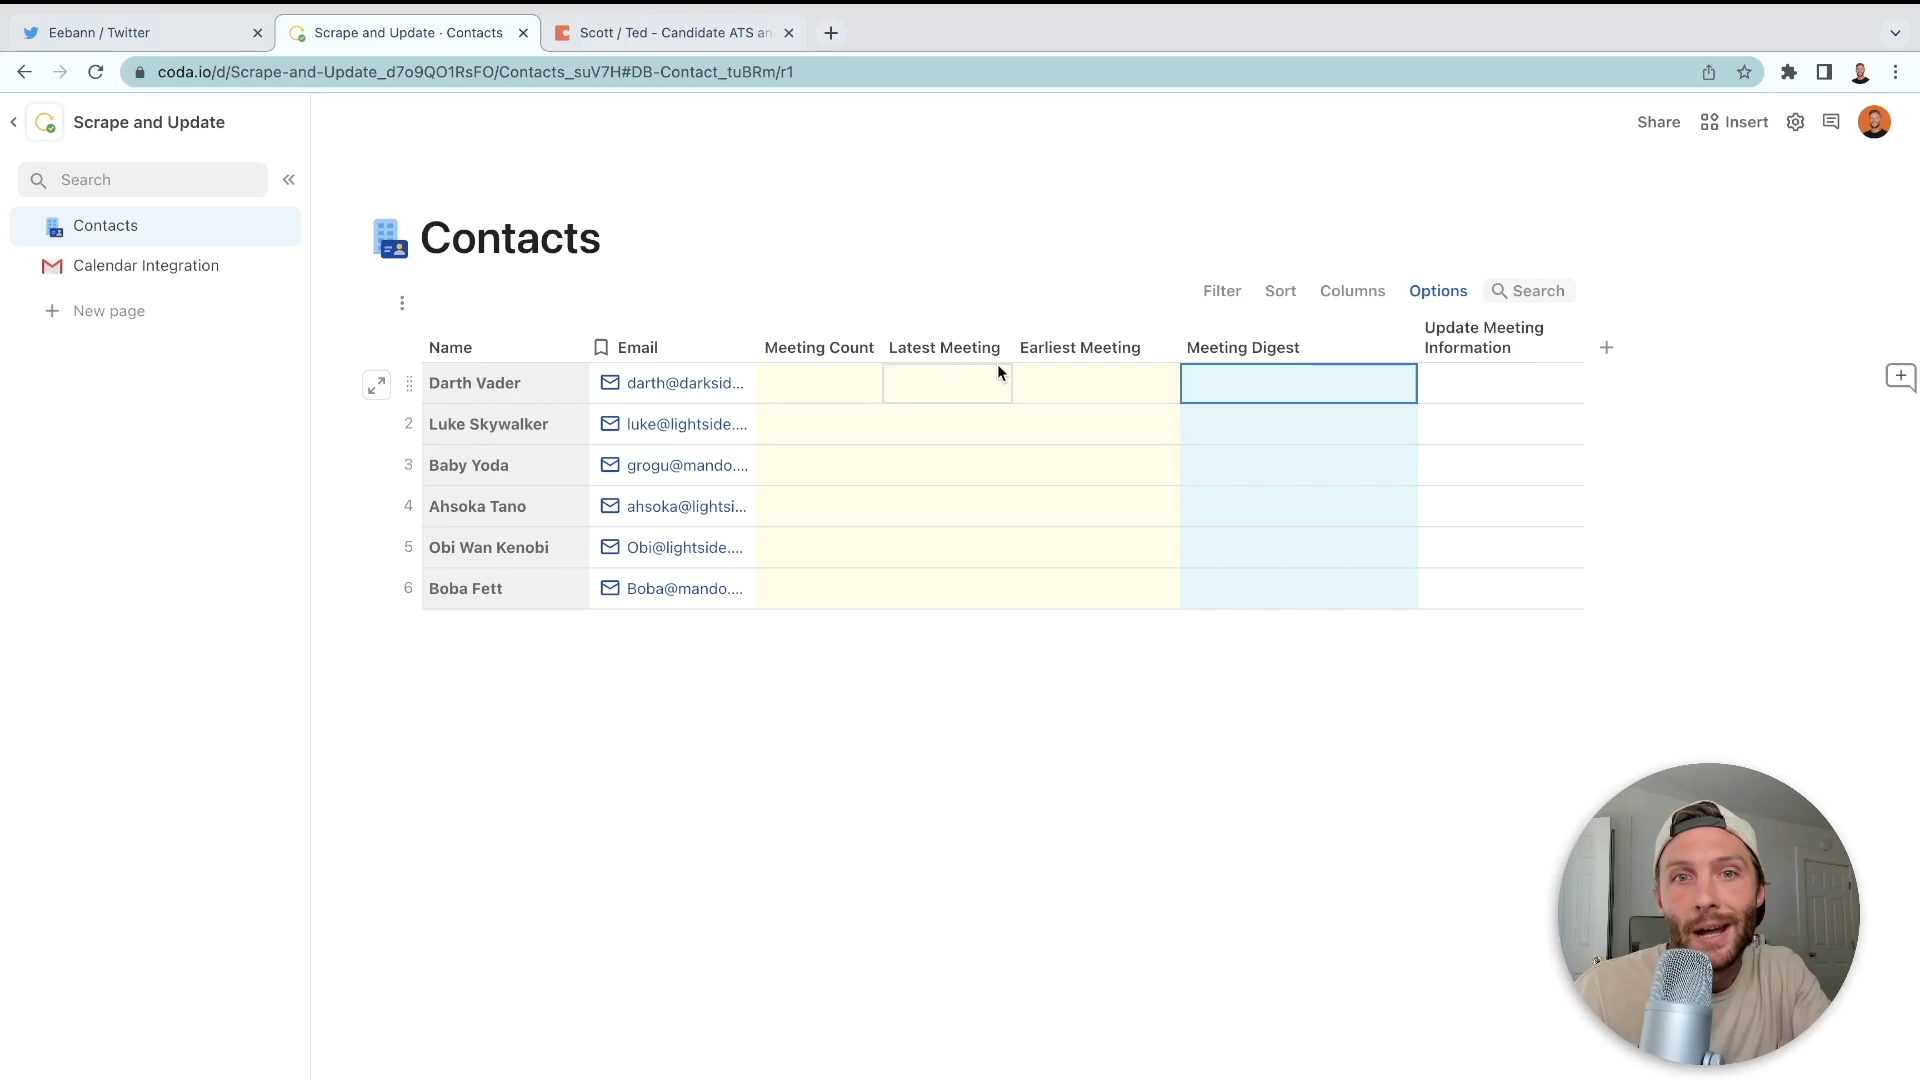 Eebann / Twitter
Scrape and Update · Contacts
Scott / Ted - Candidate ATS an
coda.io/d/Scrape-and-Update_d7o9QO1RsFO/Contacts_suV7H#DB-Contact_tuBRm/r1
Scrape and Update
Share
Insert
Search
Contacts
Calendar Integration
New page
Contacts
Filter
Sort
Columns
Options
Search
Name
Email
Meeting Count
Latest Meeting
Earliest Meeting
Meeting Digest
Update Meeting
Information
Darth Vader
darth@darksid...
2
Luke Skywalker
luke@lightside....
3
Baby Yoda
grogu@mando....
4
Ahsoka Tano
ahsoka@lightsi...
5
Obi Wan Kenobi
Obi@lightside....
6
Boba Fett
Boba@mando....